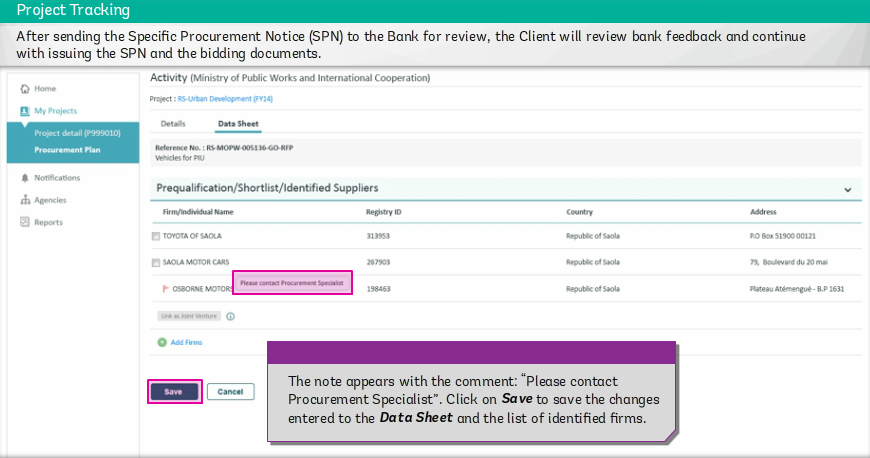 Project Tracking
After sending the Specific Procurement Notice (SPN) to the Bank for review, the Client will review bank feedback and continue
with issuing the SPN and the bidding documents.
Activity (Ministry of Public Works and International Cooperation)
Home
Project : RS-Urban Development (FY14)
My Projects
Details Data Sheet
Project detail (P999010)
Procurement Plan
Reference No. : RS-MOPW-005136-GO-RFP
Vehicles for PIU
Notifications
Agencies
Reports
Prequalification/Shortlist/Identified Suppliers
Firm/Individual Name Registry ID Country Address
TOYOTA OF SAOLA 313953 Republic of Saola P.O Box 51900 00121
SAOLA MOTOR CARS 267903 Republic of Saola 79, Boulevard du 20 mai
Please contact Procurement Specialist
OSBORNE MOTORS 198463 Republic of Saola Plateau Atémengué - B.P 1631
Link as Joint Venture
Add Firms
Save Cancel
The note appears with the comment: “Please contact
Procurement Specialist”. Click on Save to save the changes
entered to the Data Sheet and the list of identified firms.